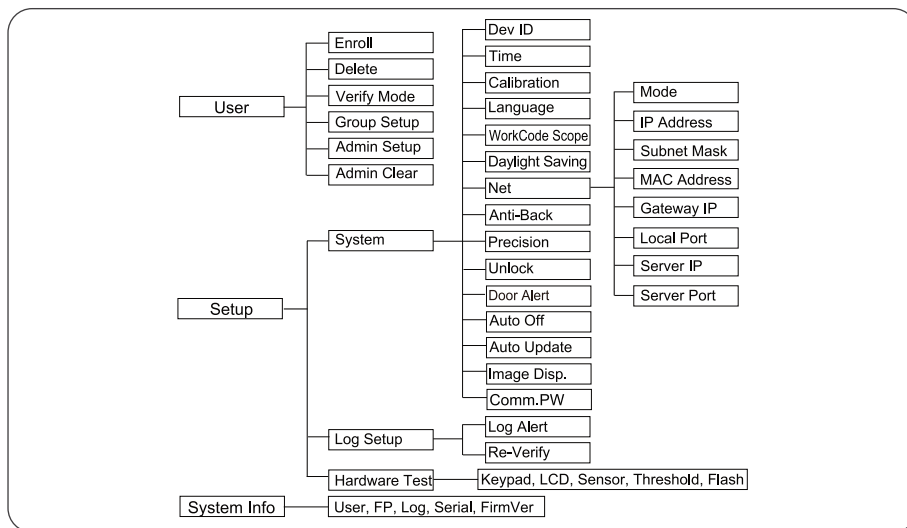 User
Enroll
Delete
Verify Mode
Group Setup
Admin Setup
Admin Clear
Setup
System
Dev ID
Time
Calibration
Language
WorkCode Scope
Daylight Saving
Net
Mode
IP Address
Subnet Mask
MAC Address
Gateway IP
Local Port
Server IP
Server Port
Anti-Back
Precision
Unlock
Door Alert
Auto Off
Auto Update
Image Disp.
Comm.PW
Log Setup
Log Alert
Re-Verify
Hardware Test
Keypad, LCD, Sensor, Threshold, Flash
System Info
User, FP, Log, Serial, FirmVer